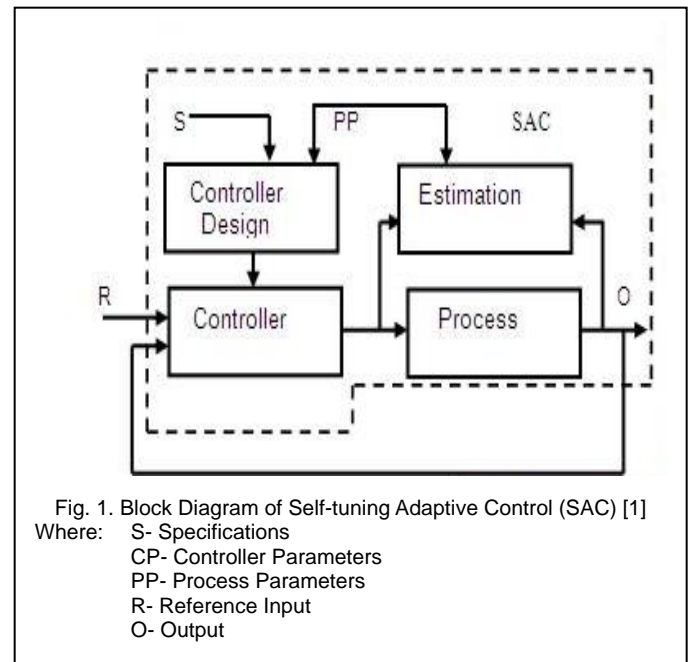 S
PP
SAC
Controller
Design
Estimation
R
Controller
Process
O
Fig. 1. Block Diagram of Self-tuning Adaptive Control (SAC) [1]
Where: S- Specifications
CP- Controller Parameters
PP- Process Parameters
R- Reference Input
O- Output